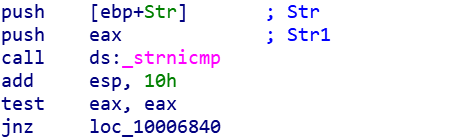 push [ebp+Str] ; Str
push eax ; Str1
call ds:_strnicmp
add esp, 10h
test eax, eax
jnz loc_10006840